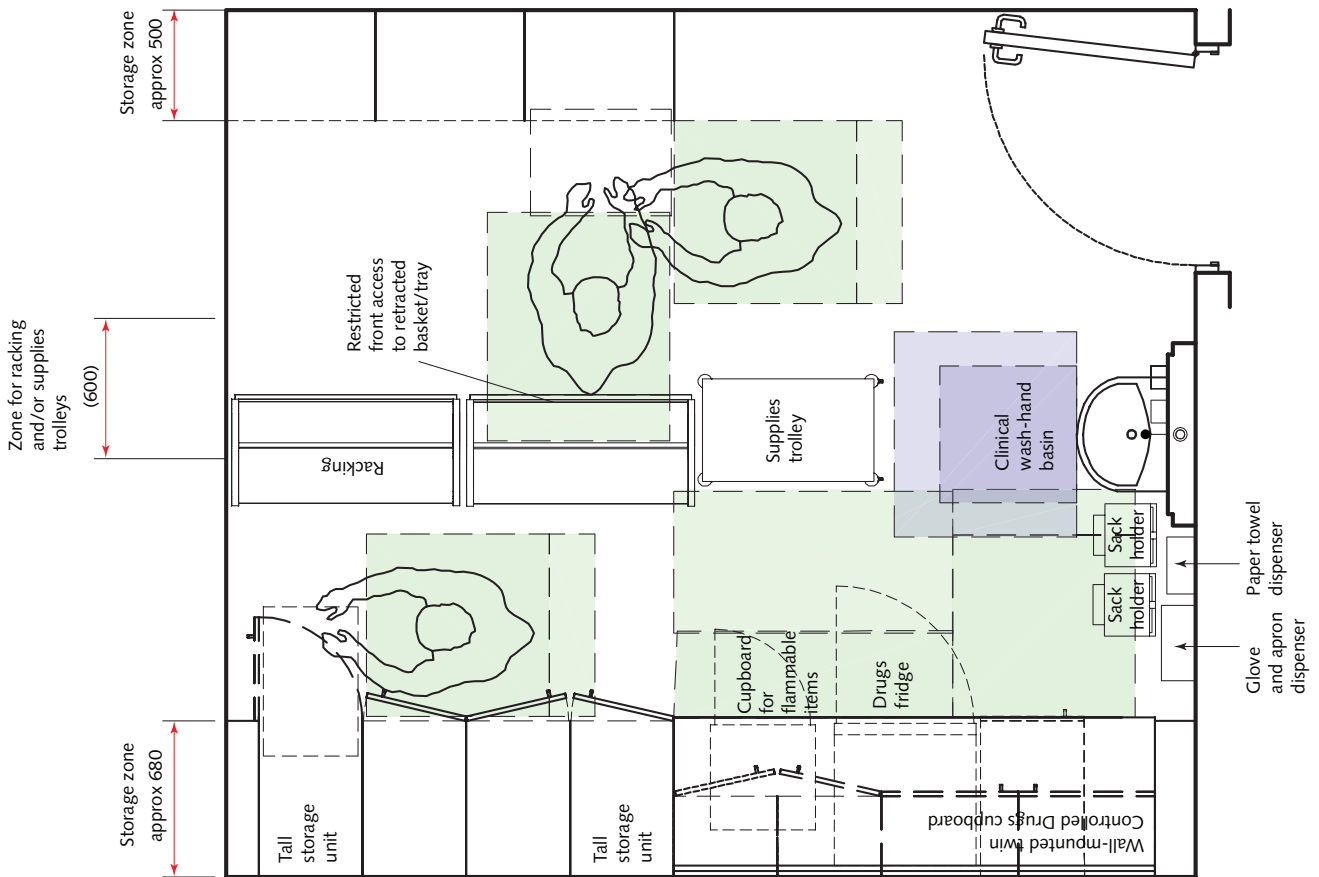 Storage zone
approx 500
Zone for racking
and/or supplies
trolleys
(600)
Restricted
front access
to retracted
basket/tray
Racking
Supplies
trolley
Clinical
wash-hand
basin
Sack
holder
Sack
holder
Paper towel
dispenser
Glove
and apron
dispenser
Cupboard
for
flammable
items
Drugs
fridge
Storage zone
approx 680
Tall
storage
unit
Tall
storage
unit
Wall-mounted twin
Controlled Drugs cupboard